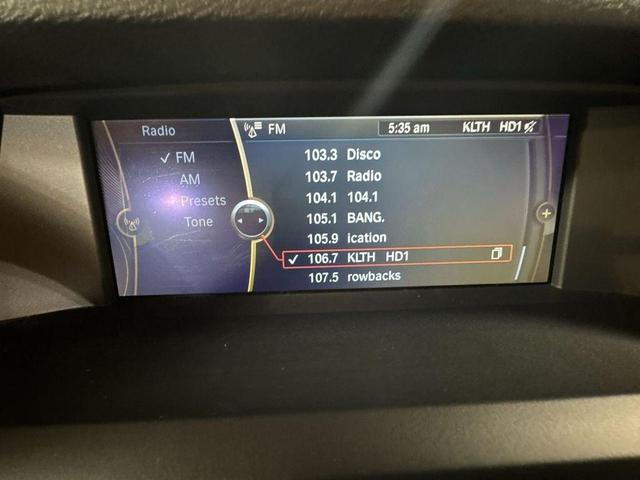 Radio
FM
5:35 am KLTH HD1
✓ FM
AM
Presets
Tone
103.3 Disco
103.7 Radio
104.1 104.1
105.1 BANG.
105.9 ication
✓ 106.7 KLTH HD1
107.5 rowbacks